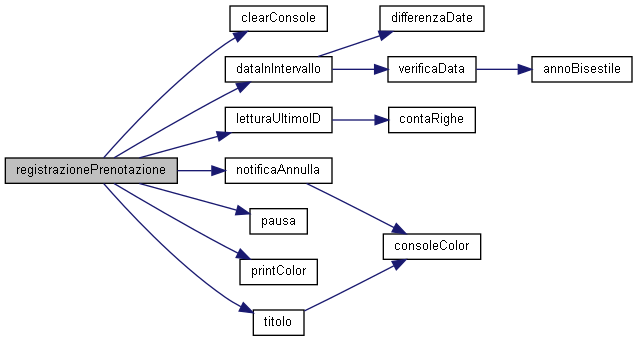 clearConsole
differenzaDate
dataInIntervallo
verificaData
annoBisestile
letturaUltimoID
contaRighe
registrazionePrenotazione
notificaAnnulla
pausa
consoleColor
printColor
titolo